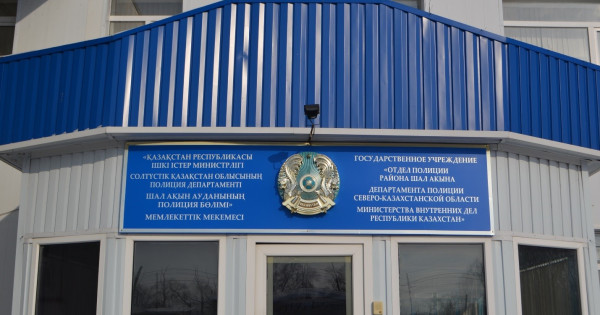 «ҚАЗАҚСТАН РЕСПУБЛИКАСЫ
ІШКІ ІСТЕР МИНИСТРЛІГІ
СОЛТҮСТІК ҚАЗАҚСТАН ОБЛЫСЫНЫҢ
ПОЛИЦИЯ ДЕПАРТАМЕНТІ
ШАЛ АҚЫН АУДАНЫНЫҢ
ПОЛИЦИЯ БӨЛІМІ»
МЕМЛЕКЕТТІК МЕКЕМЕСІ
ГОСУДАРСТВЕННОЕ УЧРЕЖДЕНИЕ
«ОТДЕЛ ПОЛИЦИИ
РАЙОНА ШАЛ АКЫНА
ДЕПАРТАМЕНТА ПОЛИЦИИ
СЕВЕРО-КАЗАХСТАНСКОЙ ОБЛАСТИ
МИНИСТЕРСТВА ВНУТРЕННИХ ДЕЛ
РЕСПУБЛИКИ КАЗАХСТАН»